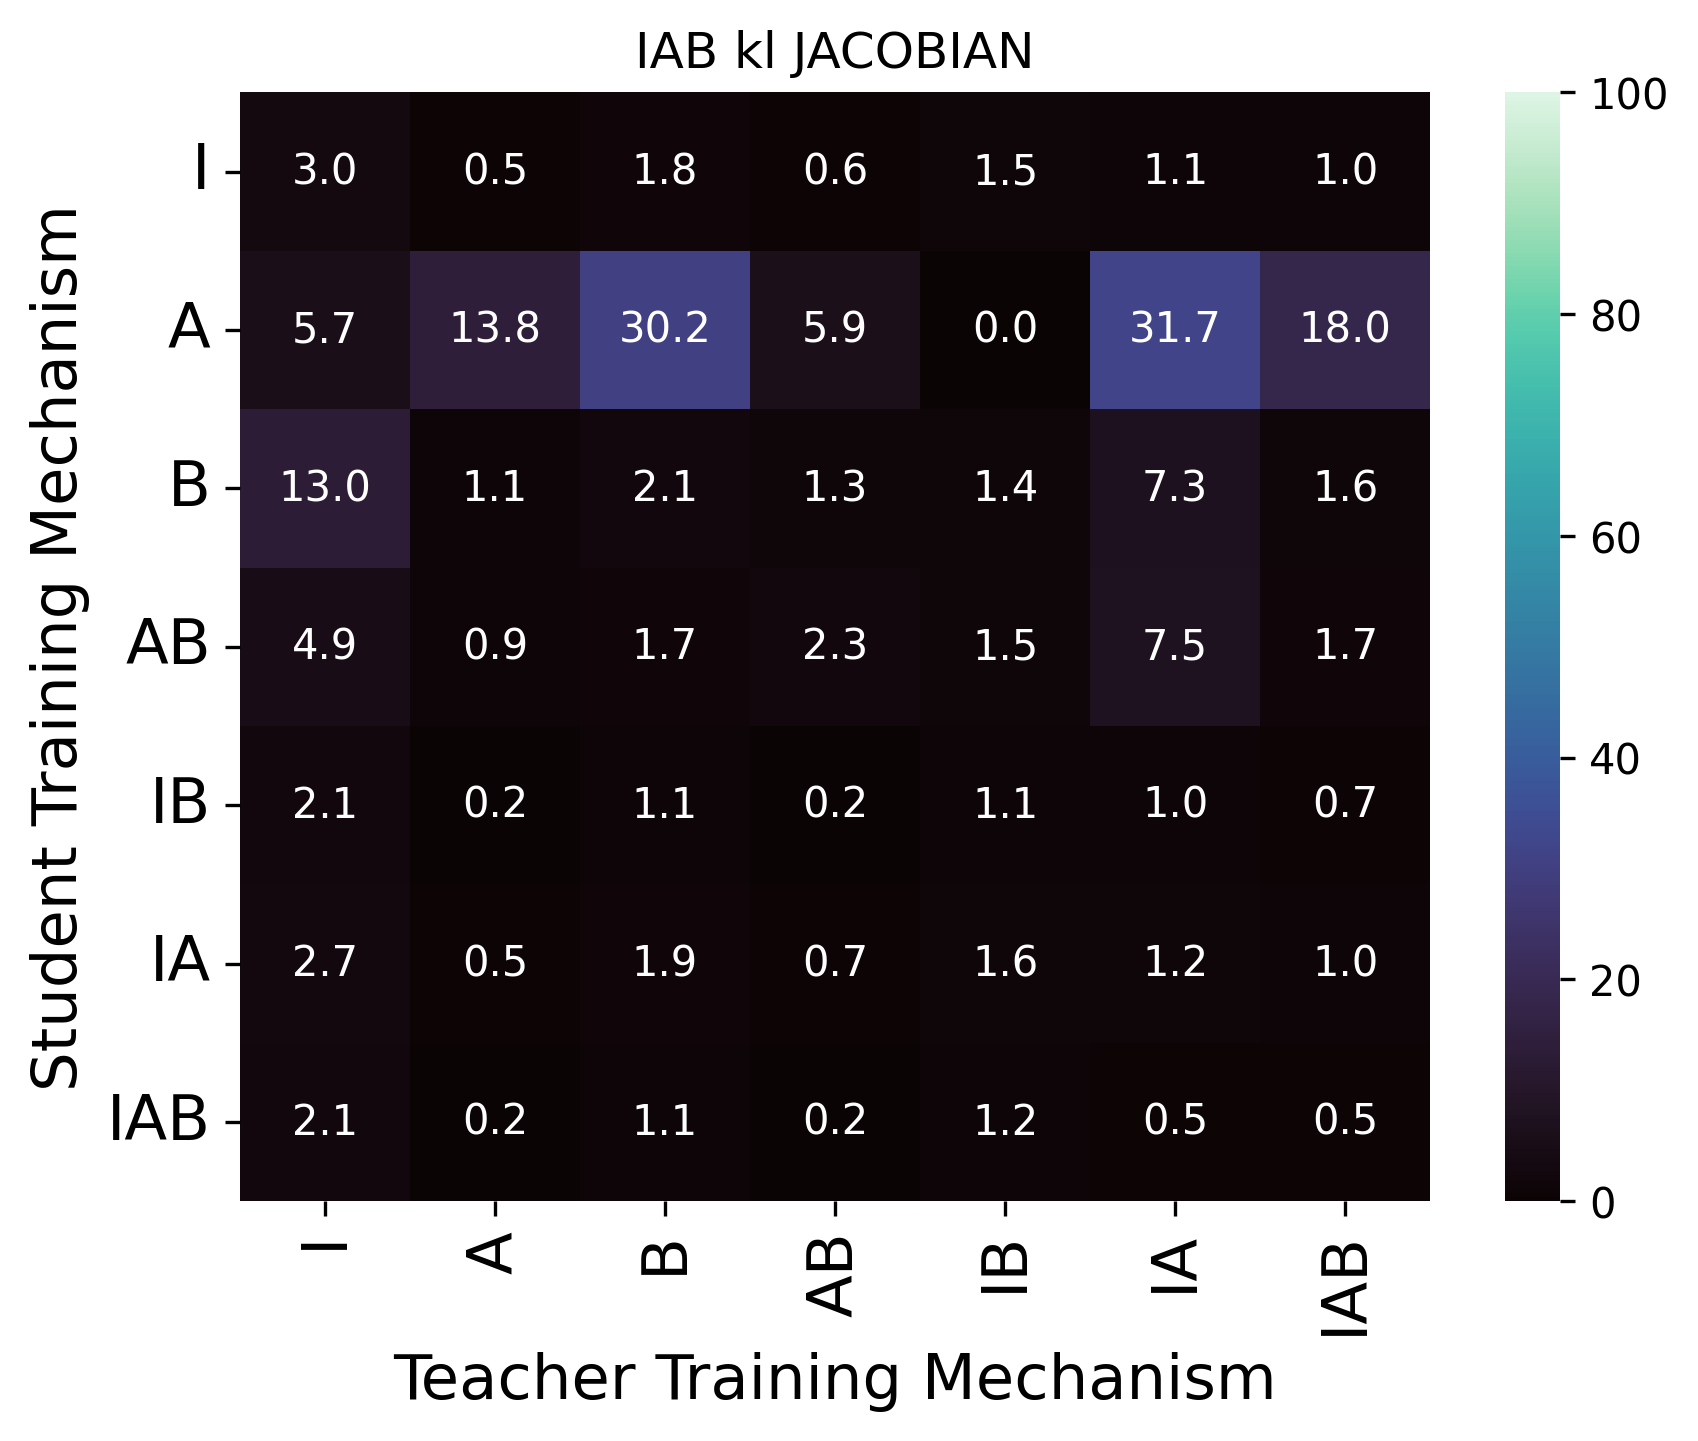 IAB kl JACOBIAN
I 3.0 0.5 1.8 0.6 1.5 1.1 1.0
A 5.7 13.8 30.2 5.9 0.0 31.7 18.0
B 13.0 1.1 2.1 1.3 1.4 7.3 1.6
AB 4.9 0.9 1.7 2.3 1.5 7.5 1.7
IB 2.1 0.2 1.1 0.2 1.1 1.0 0.7
IA 2.7 0.5 1.9 0.7 1.6 1.2 1.0
IAB 2.1 0.2 1.1 0.2 1.2 0.5 0.5
I A B AB IB IA IAB
Teacher Training Mechanism
Student Training Mechanism
100
80
60
40
20
0